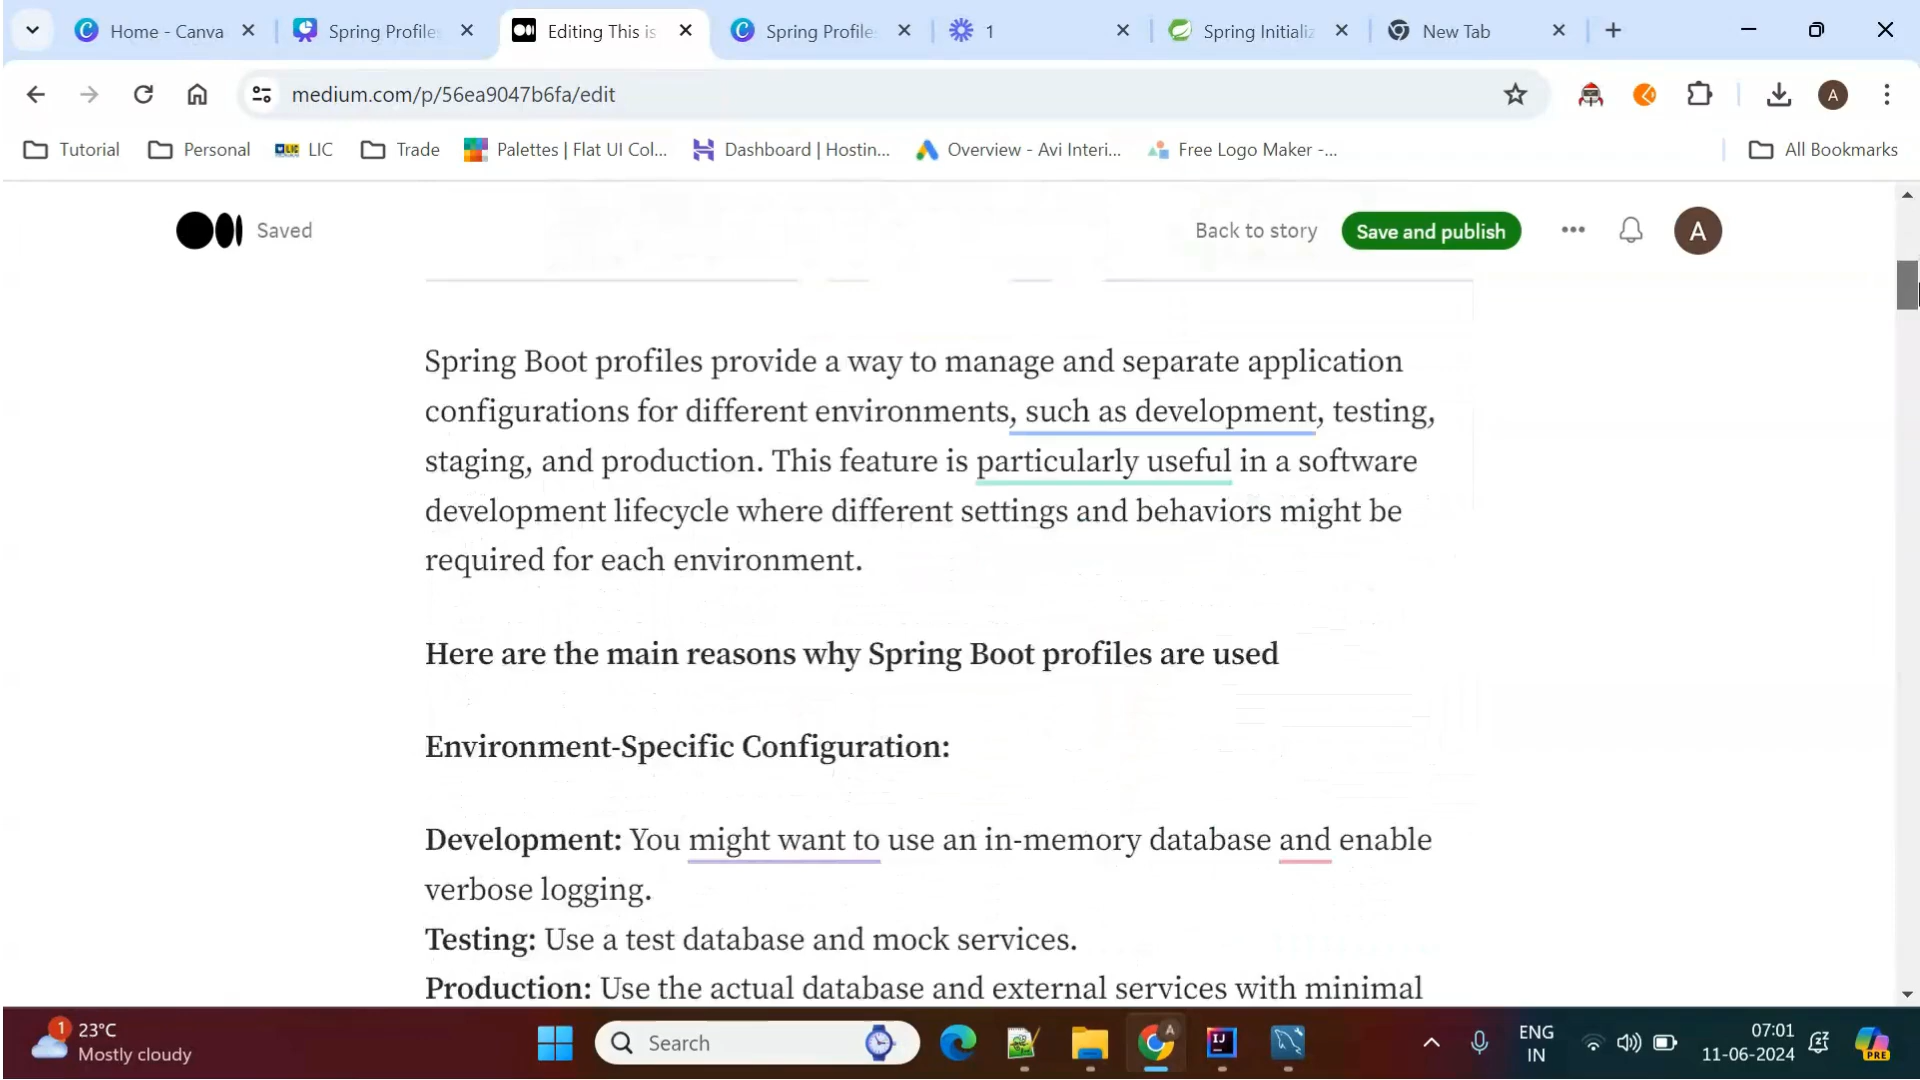 Home - Canva
Spring Profiles
Editing This is
Spring Profile
1
Spring Initializ
New Tab
medium.com/p/56ea9047b6fa/edit
A
Tutorial
Personal
LIC
Trade
Palettes | Flat UI Col...
Dashboard | Hostin...
Overview - Avi Interi...
Free Logo Maker -...
All Bookmarks
Saved
Back to story
Save and publish
A
Spring Boot profiles provide a way to manage and separate application
configurations for different environments, such as development, testing,
staging, and production. This feature is particularly useful in a software
development lifecycle where different settings and behaviors might be
required for each environment.
Here are the main reasons why Spring Boot profiles are used
Environment-Specific Configuration:
Development: You might want to use an in-memory database and enable
verbose logging.
Testing: Use a test database and mock services.
Production: Use the actual database and external services with minimal
1
23°C
Mostly cloudy
Search
A
IJ
ENG
IN
07:01
11-06-2024
PRE